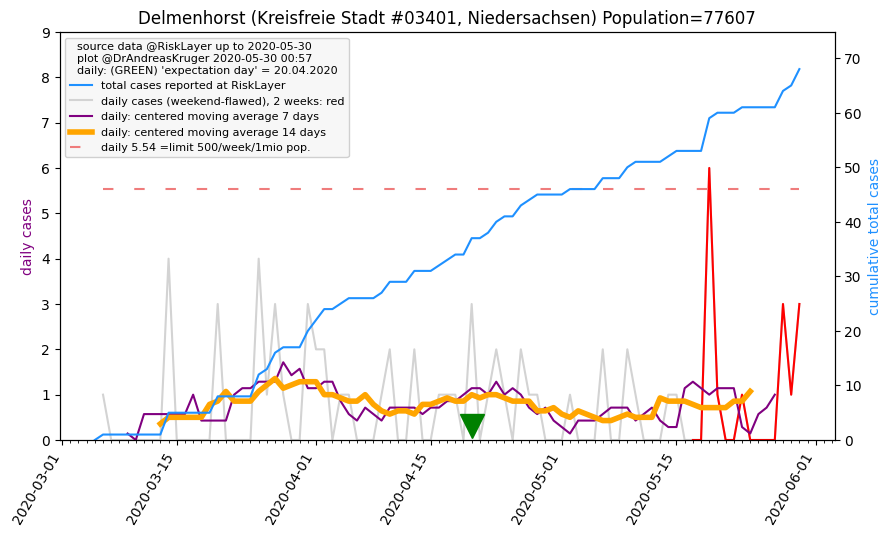 Delmenhorst (Kreisfreie Stadt #03401, Niedersachsen) Population=77607
source data @RiskLayer up to 2020-05-30
plot @DrAndreasKruger 2020-05-30 00:57
daily: (GREEN) 'expectation day' = 20.04.2020
total cases reported at RiskLayer
daily cases (weekend-flawed), 2 weeks: red
daily: centered moving average 7 days
daily: centered moving average 14 days
daily 5.54 =limit 500/week/1mio pop.
daily cases
9
8
7
6
5
4
3
2
1
0
70
60
50
40
30
20
10
0
cumulative total cases
2020-03-01
2020-03-15
2020-04-01
2020-04-15
2020-05-01
2020-05-15
2020-06-01